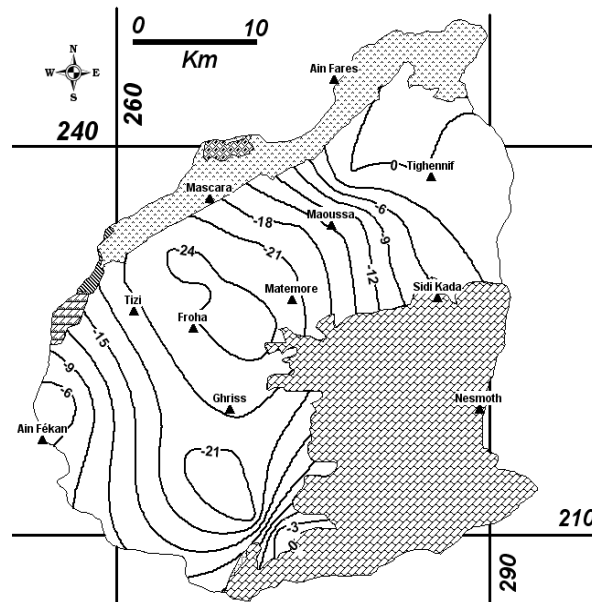 0 10
Km
N
W E
S
Ain Fares
260
240
0
Tighennif
Mascara
-6
-18
Maoussa
-9
-21
-24
-12
Matemore
Sidi Kada
Tizi
Froha
-15
-9
-6
Ghriss
Nesmoth
Ain Fékan
-21
-3
0
210
290